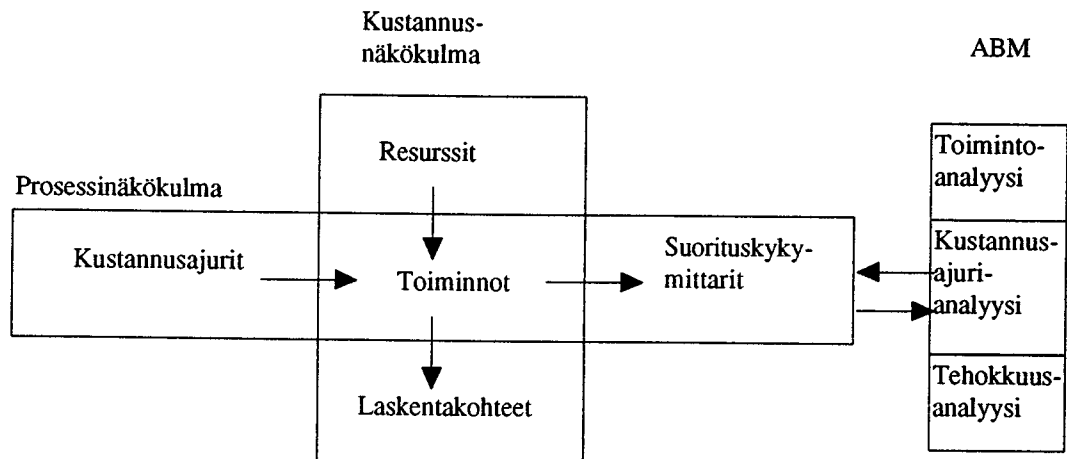 Kustannus-
näkökulma
ABM
Resurssit
Prosessinäkökulma
Kustannusajurit
Toiminnot
Suorituskyky-
mittarit
Laskentakohteet
Toiminto-
analyysi
Kustannus-
ajuri-
analyysi
Tehokkuus-
analyysi